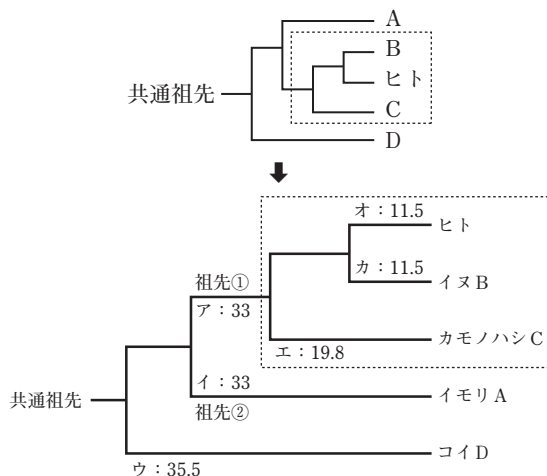 A
B
ヒト
C
D
共通祖先
オ：11.5
ヒト
カ：11.5
イヌB
祖先①
ア：33
カモノハシC
エ：19.8
イ：33
イモリA
祖先②
共通祖先
コイD
ウ：35.5